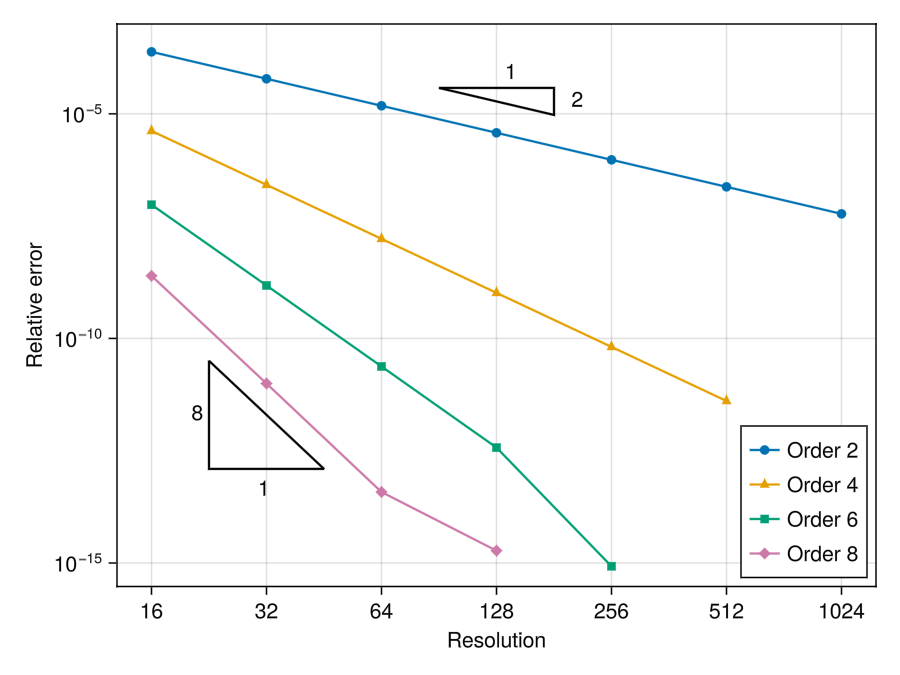 1
2
10⁻⁵
10⁻¹⁰
10⁻¹⁵
Relative error
8
1
Order 2
Order 4
Order 6
Order 8
16 32 64 128 256 512 1024
Resolution